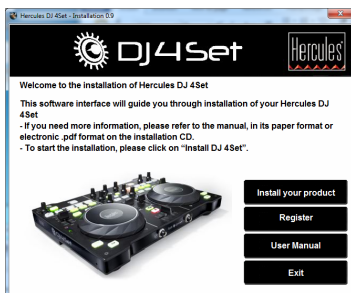 Hercules DJ 4Set - Installation 0.9
DJ4Set
Hercules
Welcome to the installation of Hercules DJ 4Set
This software interface will guide you through installation of your Hercules DJ
4Set
- If you need more information, please refer to the manual, in its paper format or
electronic .pdf format on the installation CD.
- To start the installation, please click on "Install DJ 4Set".
Install your product
Register
User Manual
Exit